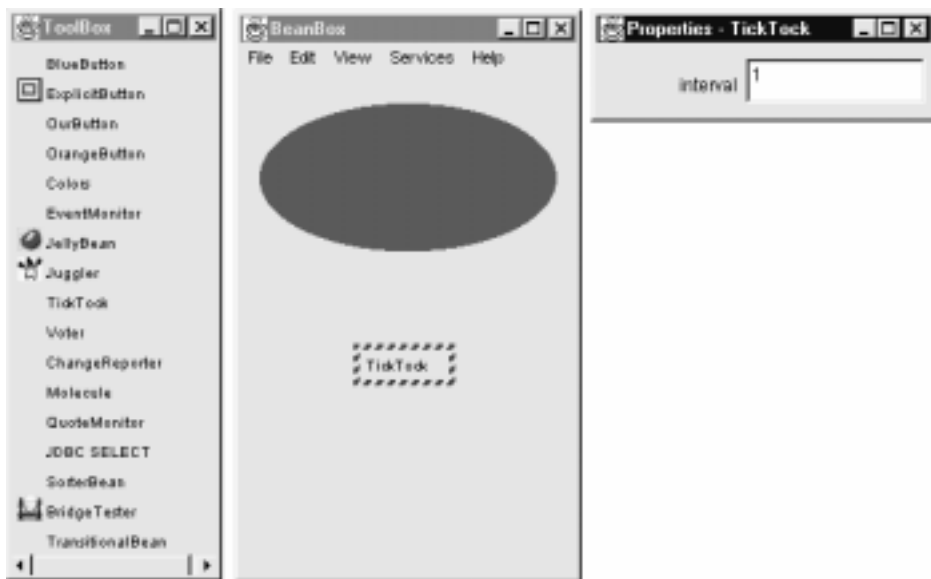 ToolBox
BlueButton
ExplicitButton
OurButton
OrangeButton
Colors
EventMonitor
JellyBean
Juggler
TickTock
Voter
ChangeReporter
Molecule
QuoteMonitor
JDBC SELECT
SorterBean
BridgeTester
TransitionalBean
BeanBox
File Edit View Services Help
TickTock
Properties - TickTock
interval 1